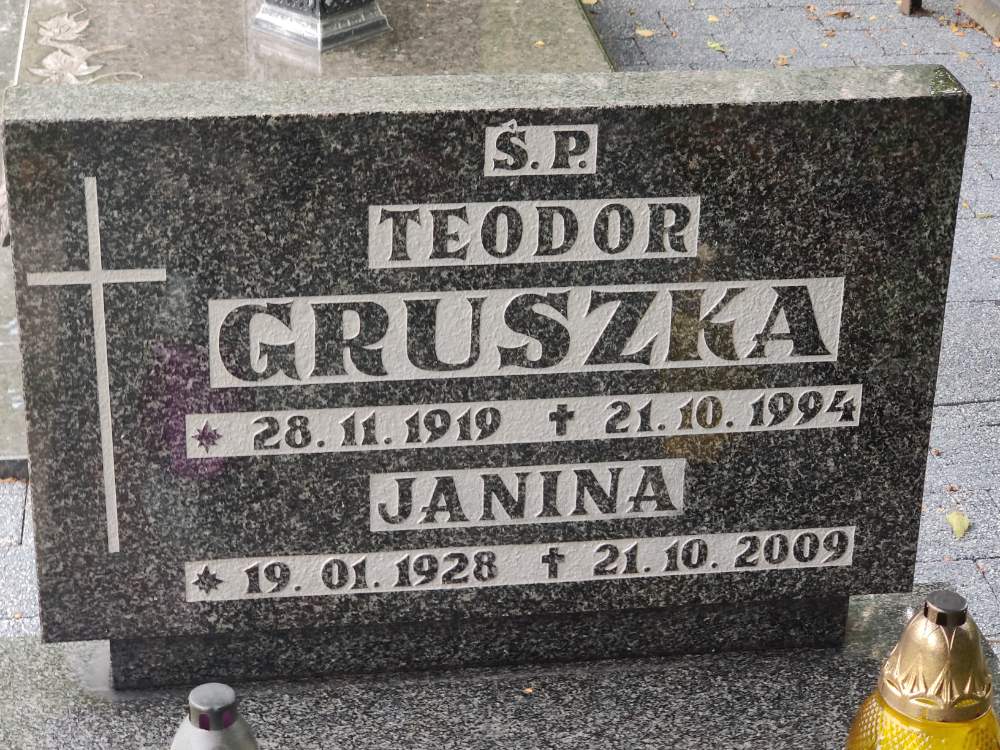 Ś.P.
TEODOR
GRUSZKA
* 28.11.1919 ✝ 21.10.1994
JANINA
* 19.01.1928 ✝ 21.10.2009